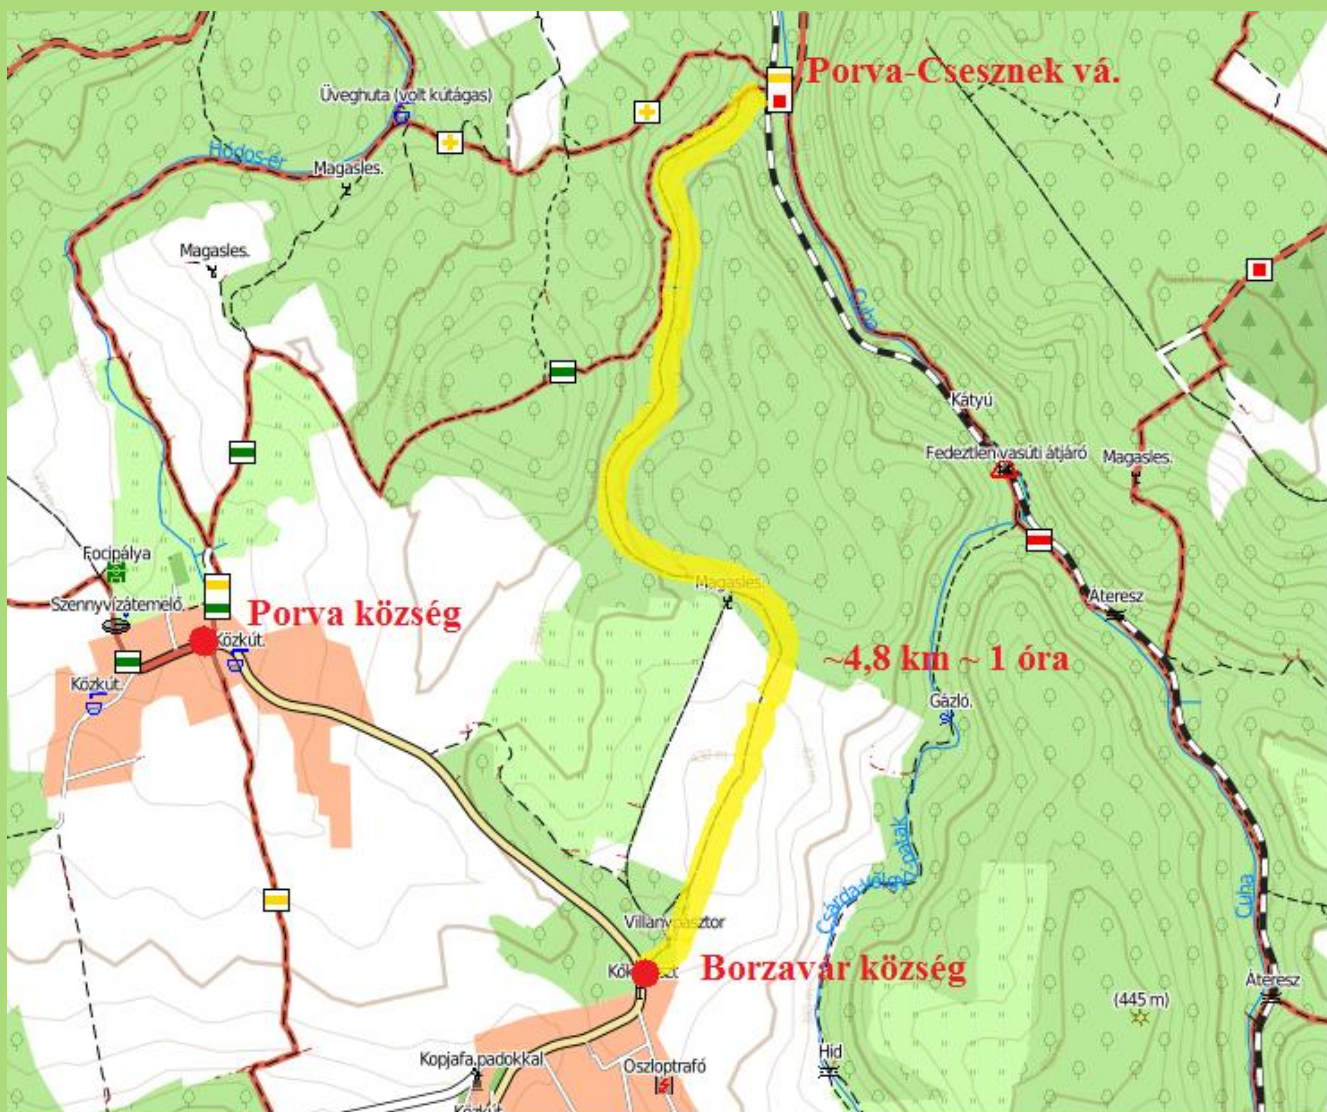 Porva-Csesznek vá.
Üveghuta (volt kútágas)
Hódos-ér
Magasles.
Magasles.
Cuha
Kátyú
Fedeztlen vasúti átjáró
Magasles.
Focipálya
Magasles.
Szennyvízátemelő.
Áteresz
Porva község
Közkút.
~4,8 km ~ 1 óra
Közkút.
Gázló.
Cuha
Villanypásztor
Borzavár község
Áteresz
(445 m)
Híd
Kopjafa padokkal
Oszloptrafó
Közkút.